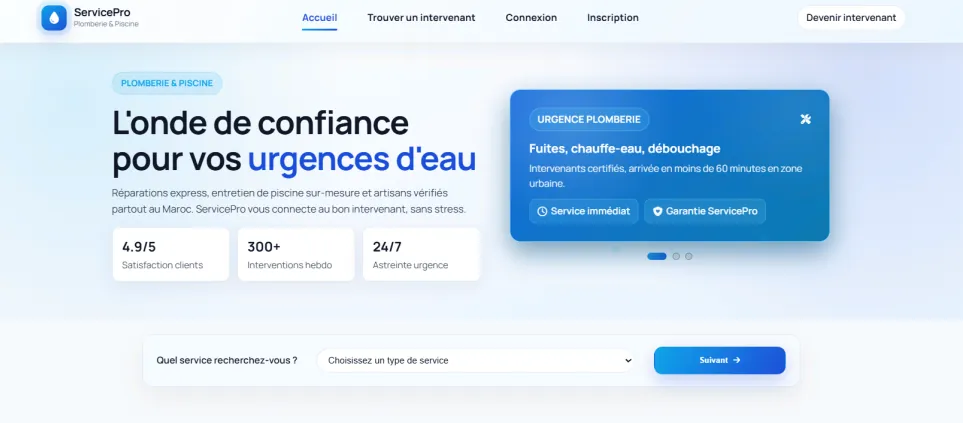 ServicePro
Plomberie & Piscine
Accueil
Trouver un intervenant
Connexion
Inscription
Devenir intervenant
PLOMBERIE & PISCINE
L'onde de confiance
pour vos urgences d'eau
Réparations express, entretien de piscine sur-mesure et artisans vérifiés
partout au Maroc. ServicePro vous connecte au bon intervenant, sans stress.
4.9/5
Satisfaction clients
300+
Interventions hebdo
24/7
Astreinte urgence
URGENCE PLOMBERIE
Fuites, chauffe-eau, débouchage
Intervenants certifiés, arrivée en moins de 60 minutes en zone
urbaine.
Service immédiat
Garantie ServicePro
Quel service recherchez-vous ?
Choisissez un type de service
Suivant →